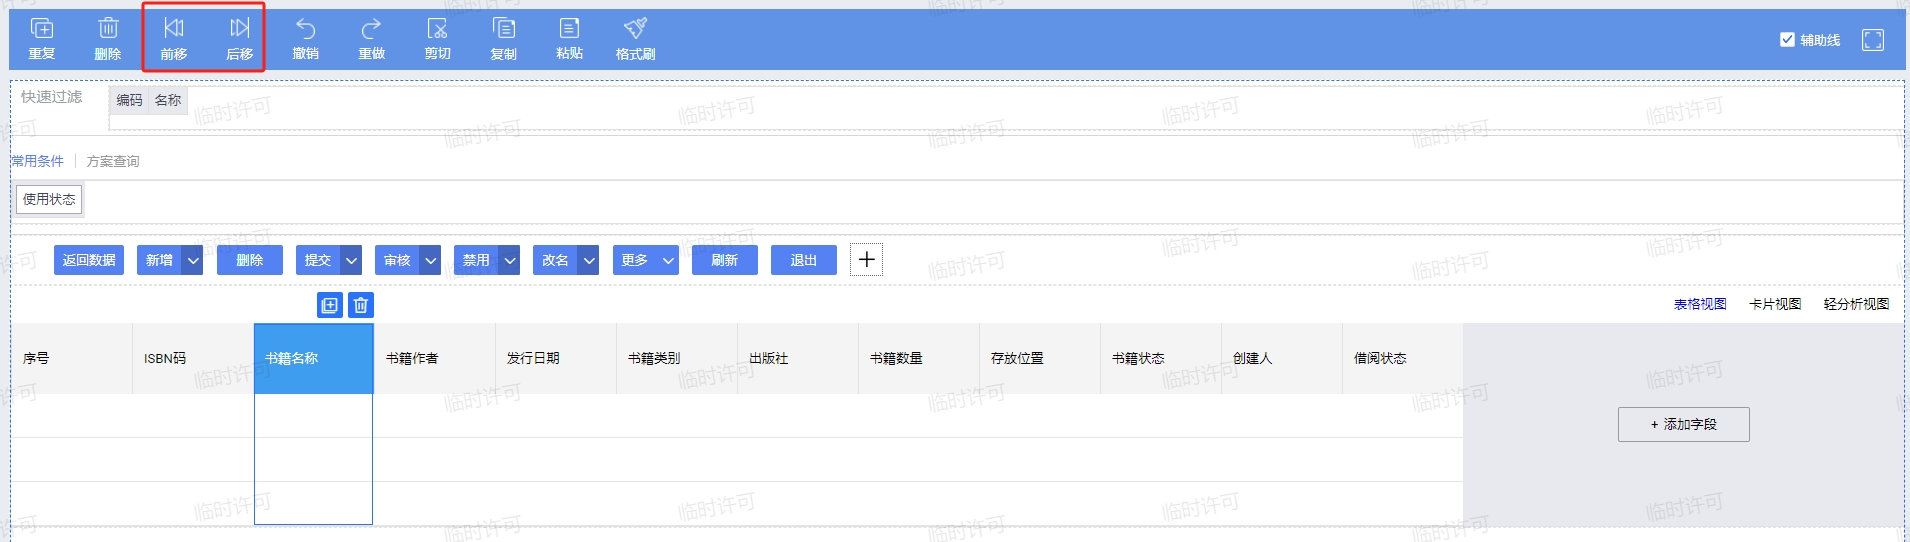 重复 删除 前移 后移 撤销 重做 剪切 复制 粘贴 格式刷 辅助线
快速过滤 编码 名称
常用条件 方案查询
使用状态
返回数据 新增 删除 提交 审核 禁用 改名 更多 刷新 退出
表格视图 卡片视图 轻分析视图
序号 ISBN码 书籍名称 书籍作者 发行日期 书籍类别 出版社 书籍数量 存放位置 书籍状态 创建人 借阅状态
+ 添加字段
临时许可